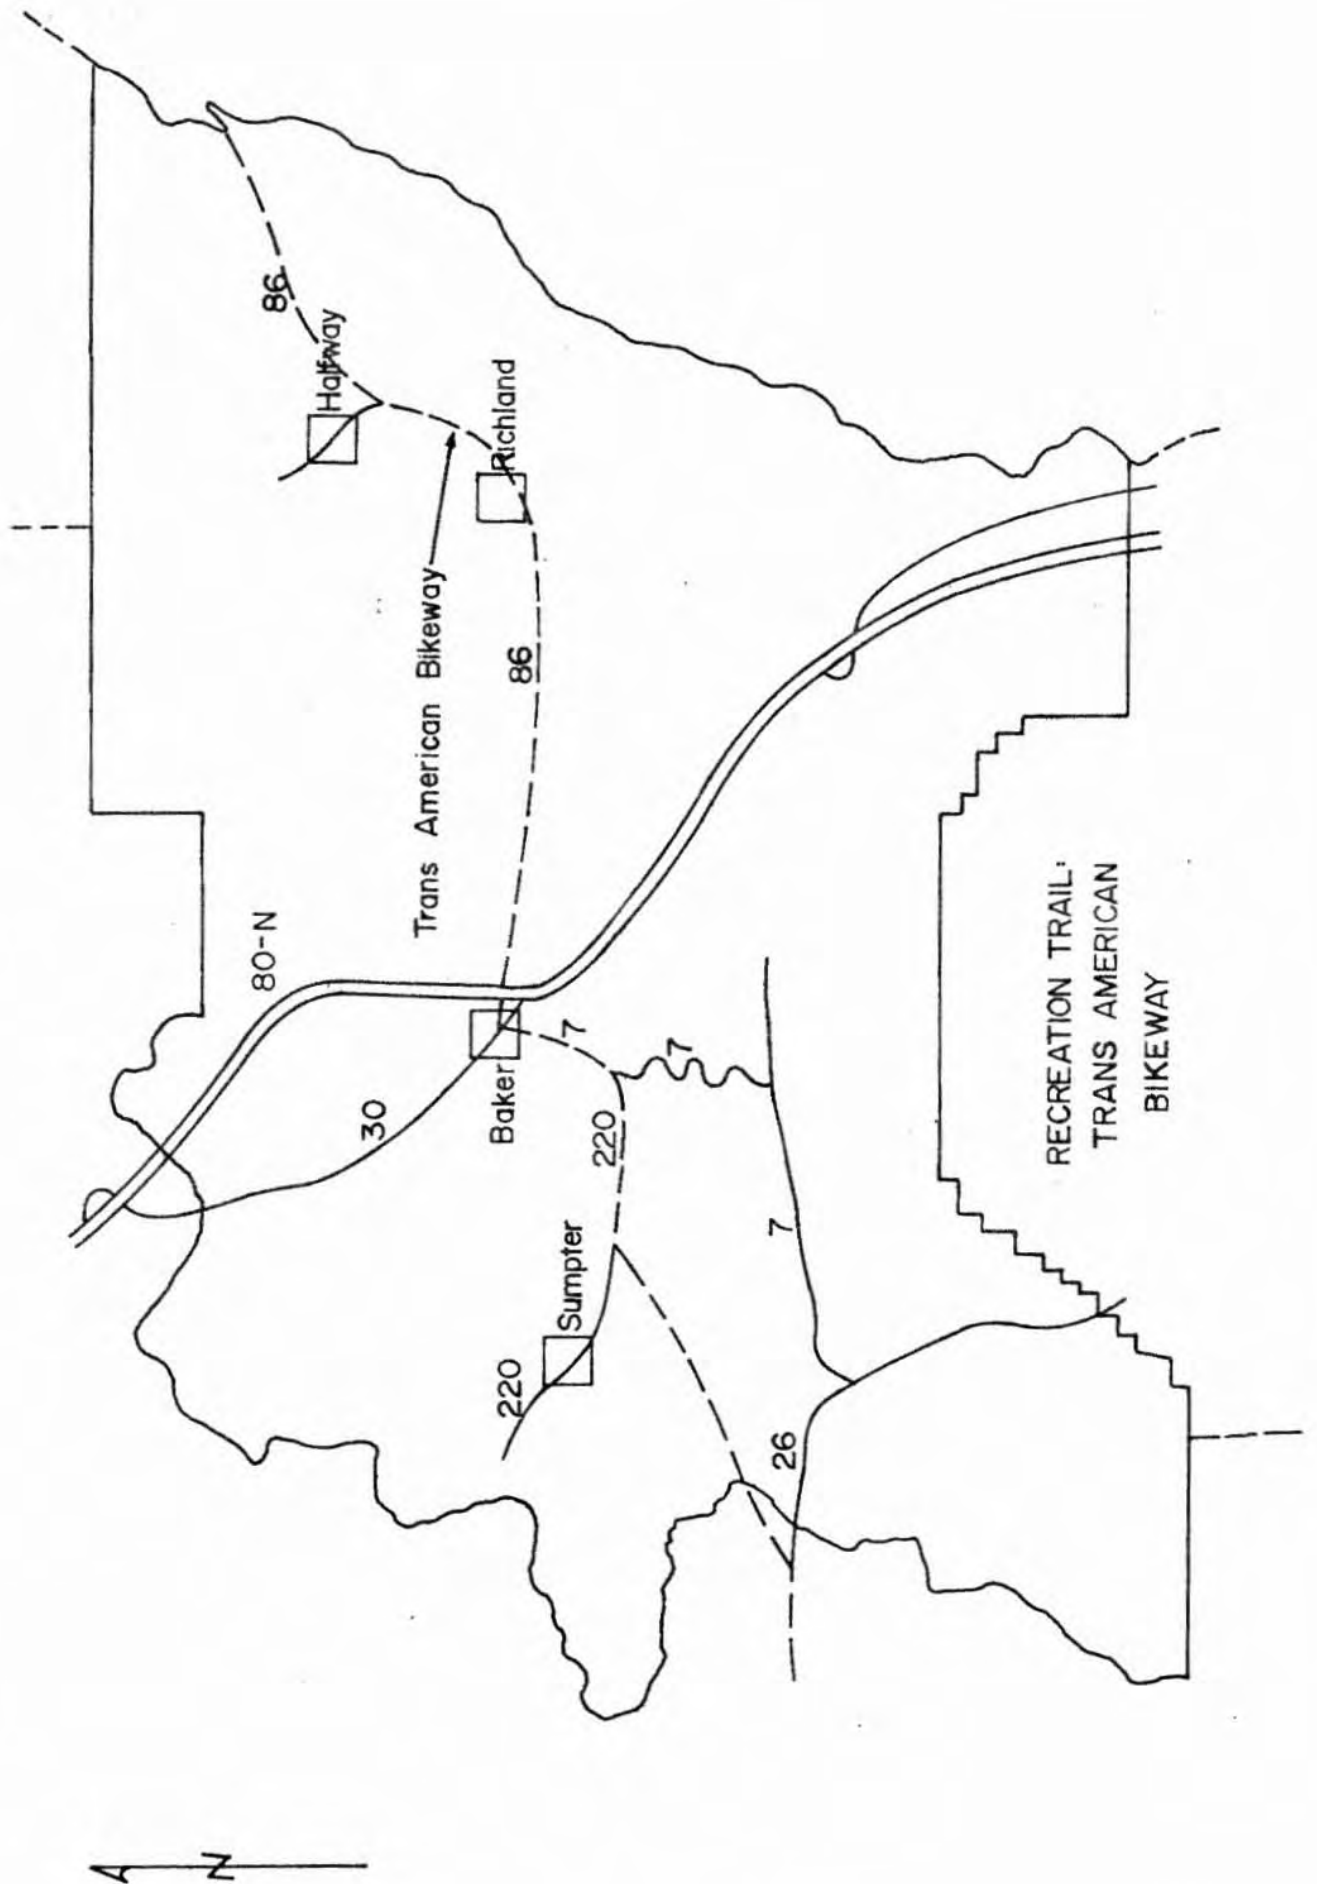 80-N
86
Halfway
Trans American Bikeway
Richland
86
30
Baker
7
7
220
Sumpter
220
7
26
RECREATION TRAIL:
TRANS AMERICAN
BIKEWAY
N